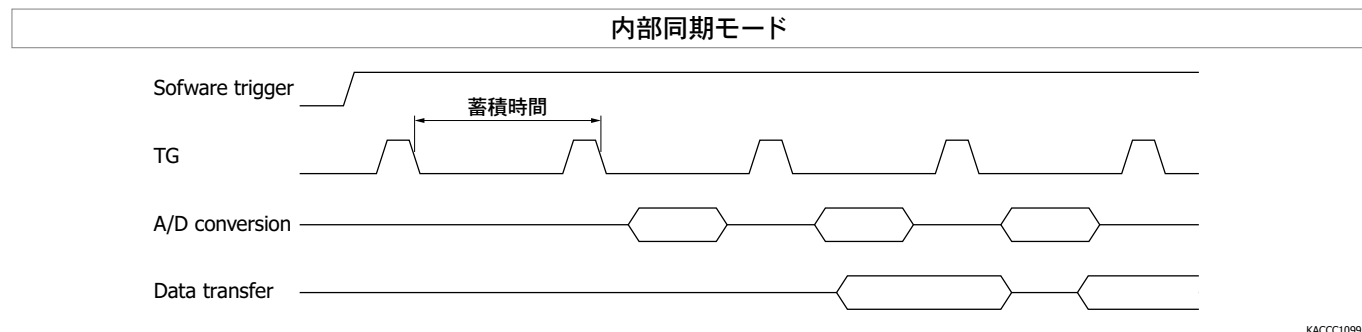 内部同期モード
Sofware trigger
蓄積時間
TG
A/D conversion
Data transfer
KACCC1099